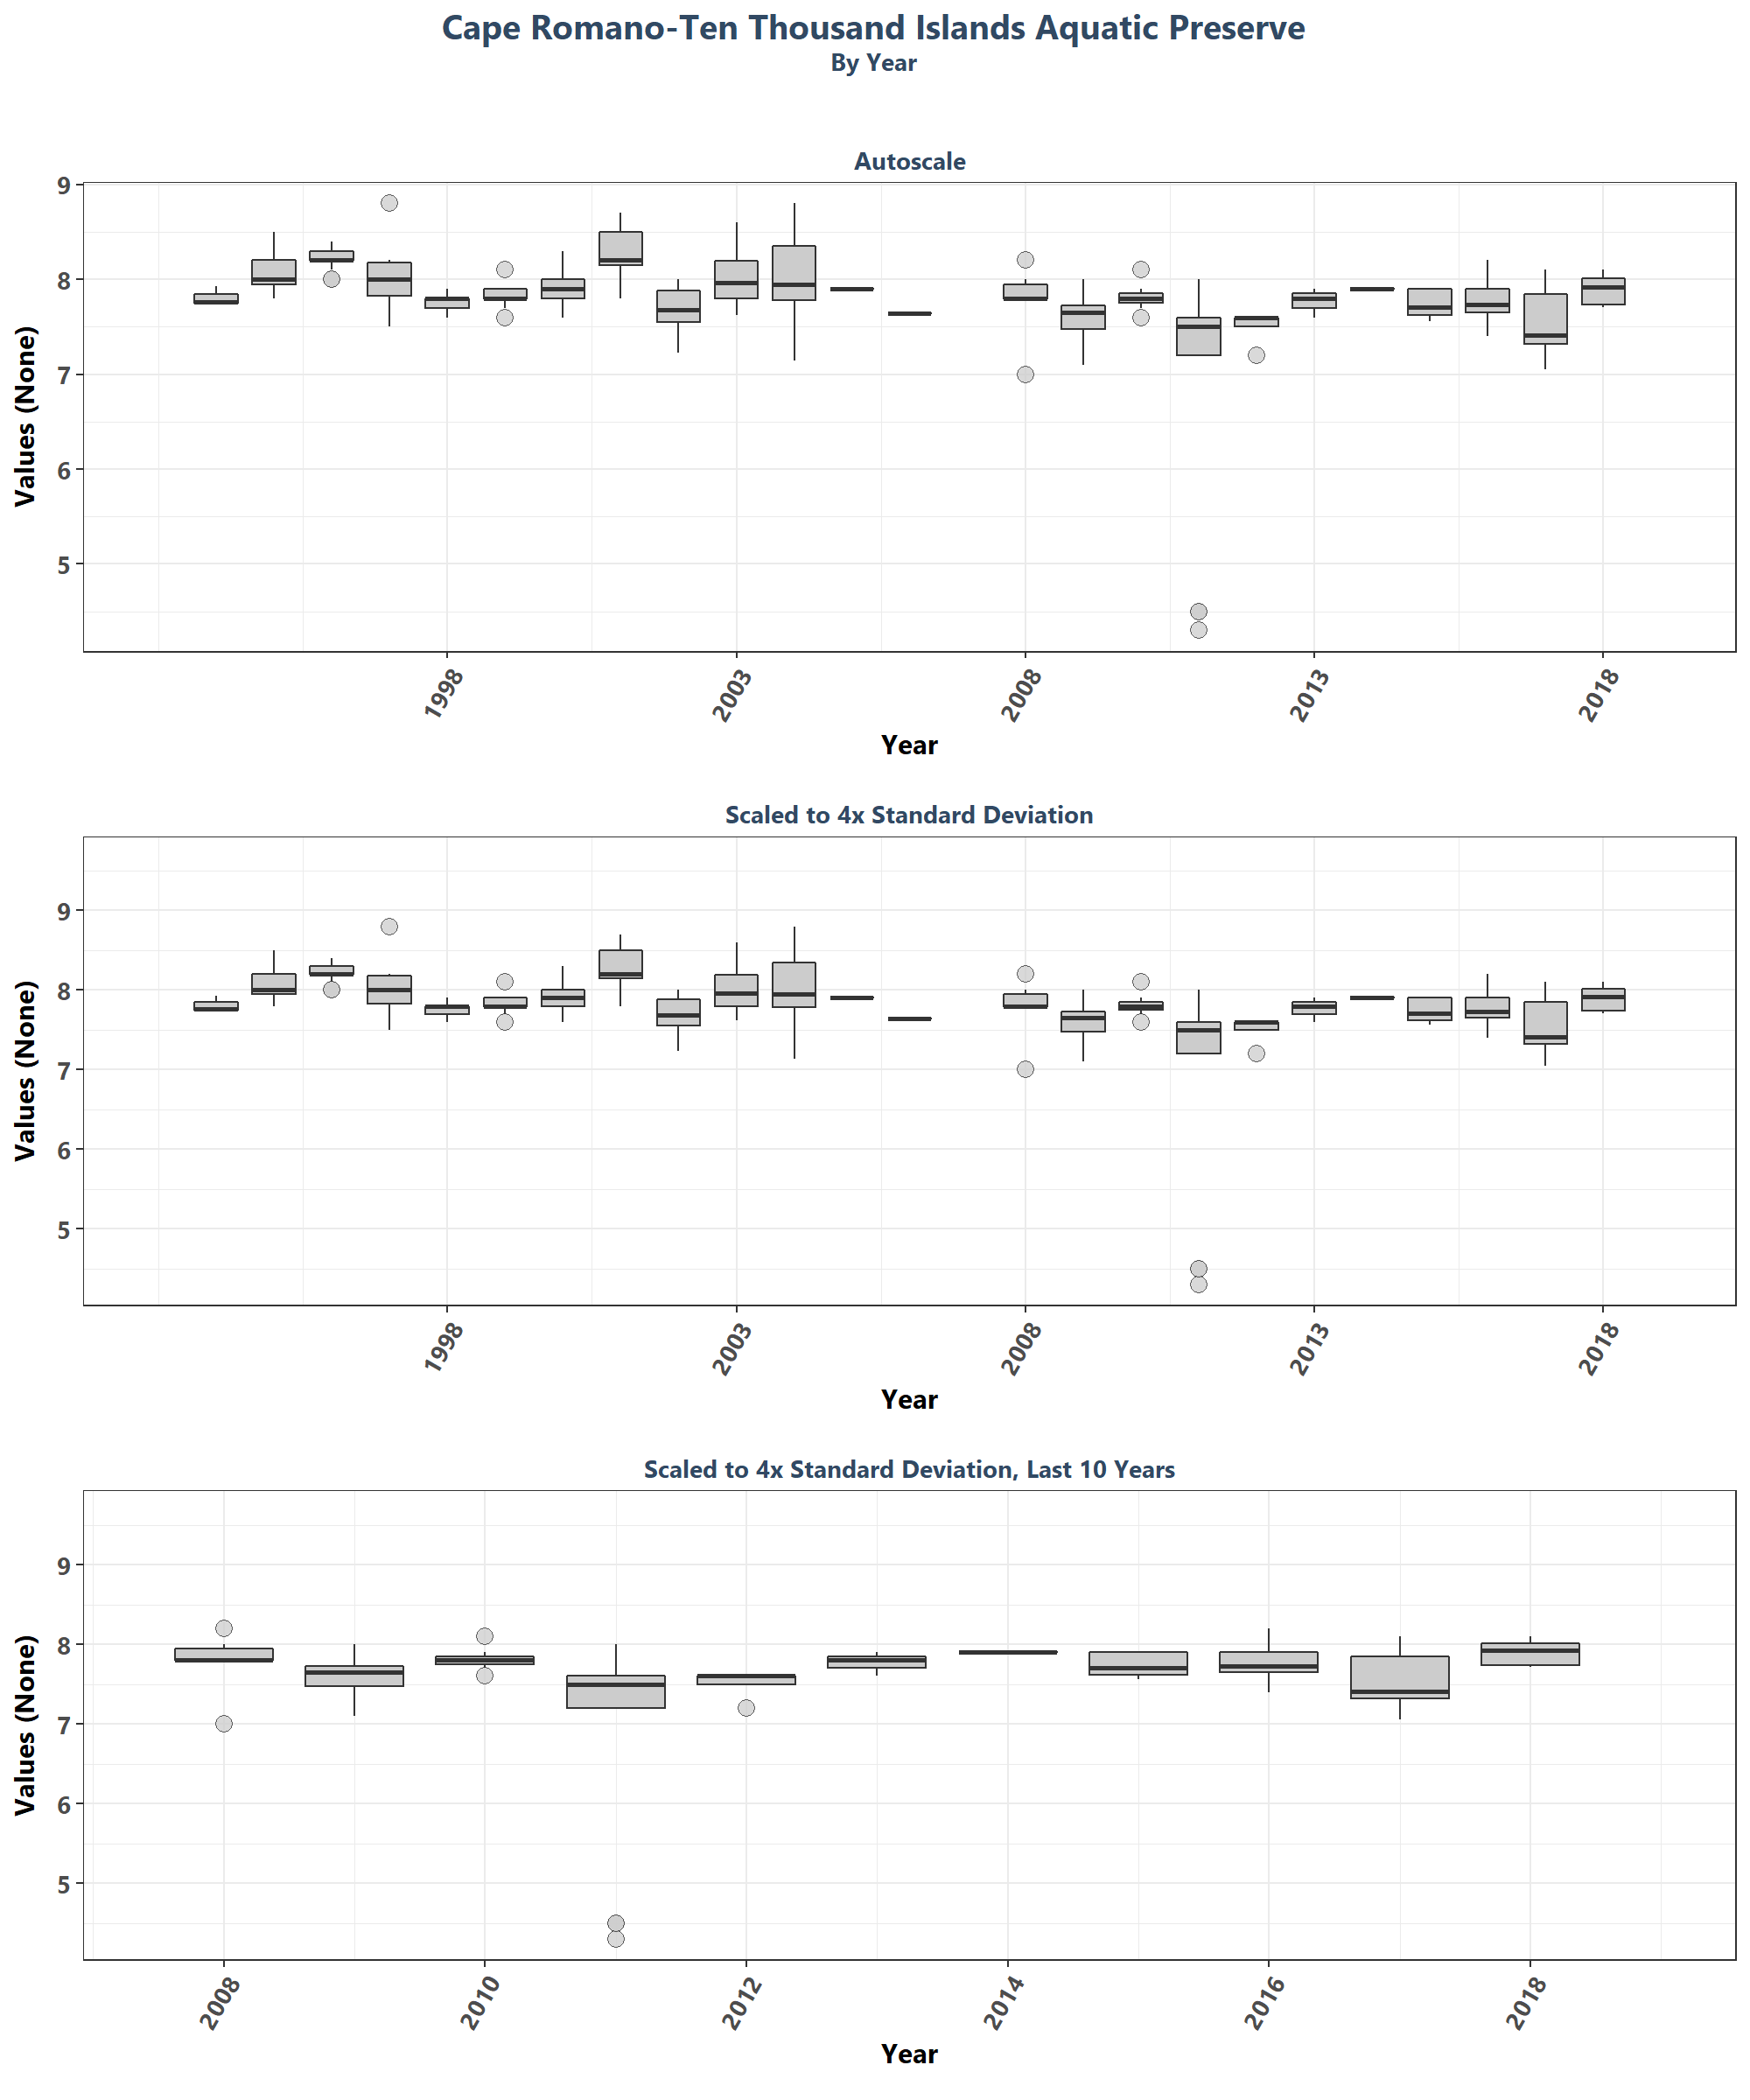 Cape Romano-Ten Thousand Islands Aquatic Preserve
By Year
Autoscale
Values (None)
9
8
7
6
5
1998 2003 2008 2013 2018
Year
Scaled to 4x Standard Deviation
Values (None)
9
8
7
6
5
1998 2003 2008 2013 2018
Year
Scaled to 4x Standard Deviation, Last 10 Years
Values (None)
9
8
7
6
5
2008 2010 2012 2014 2016 2018
Year